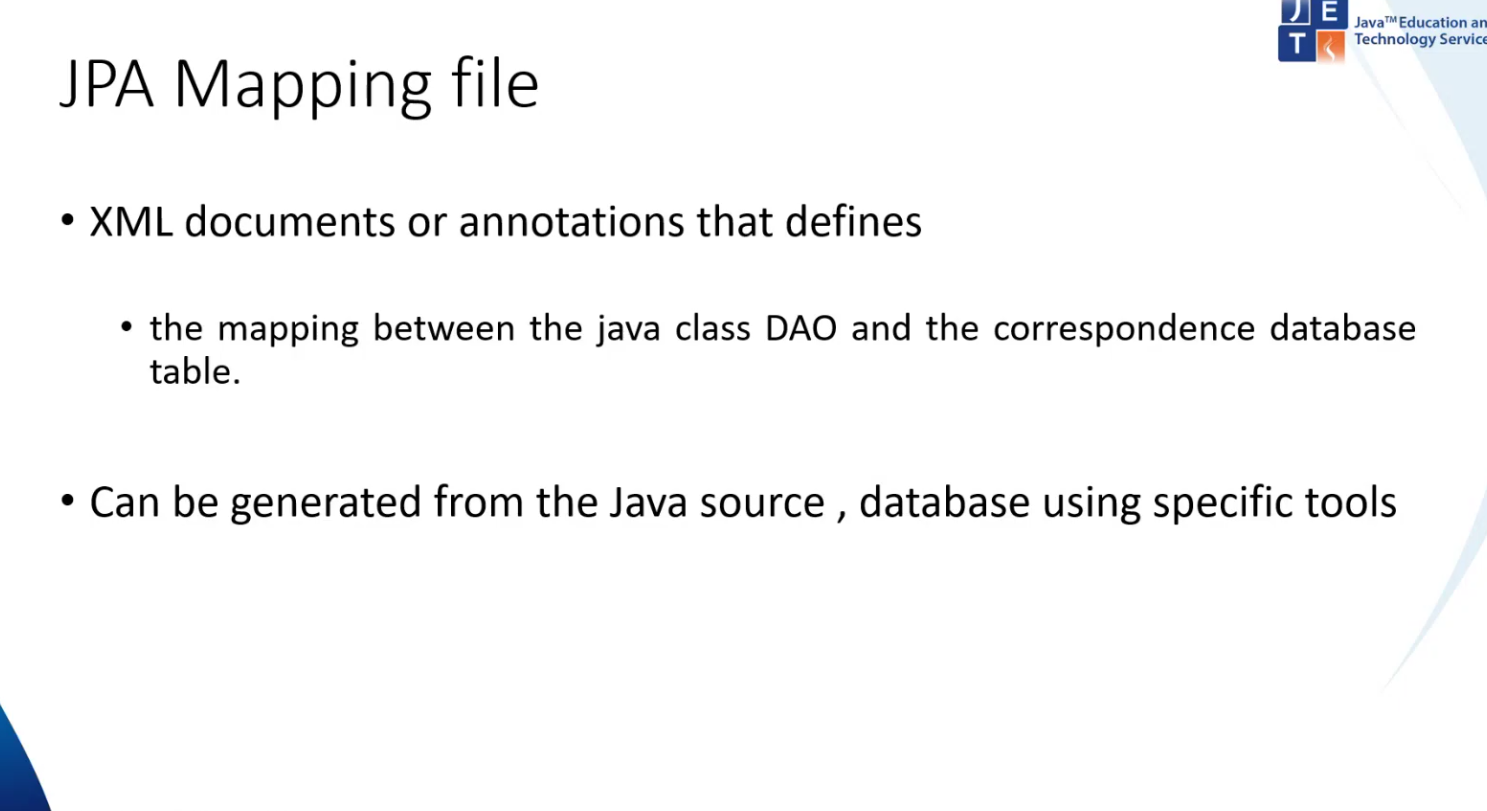 J E
T
Java™ Education an
Technology Service
JPA Mapping file
• XML documents or annotations that defines
• the mapping between the java class DAO and the correspondence database
table.
• Can be generated from the Java source , database using specific tools